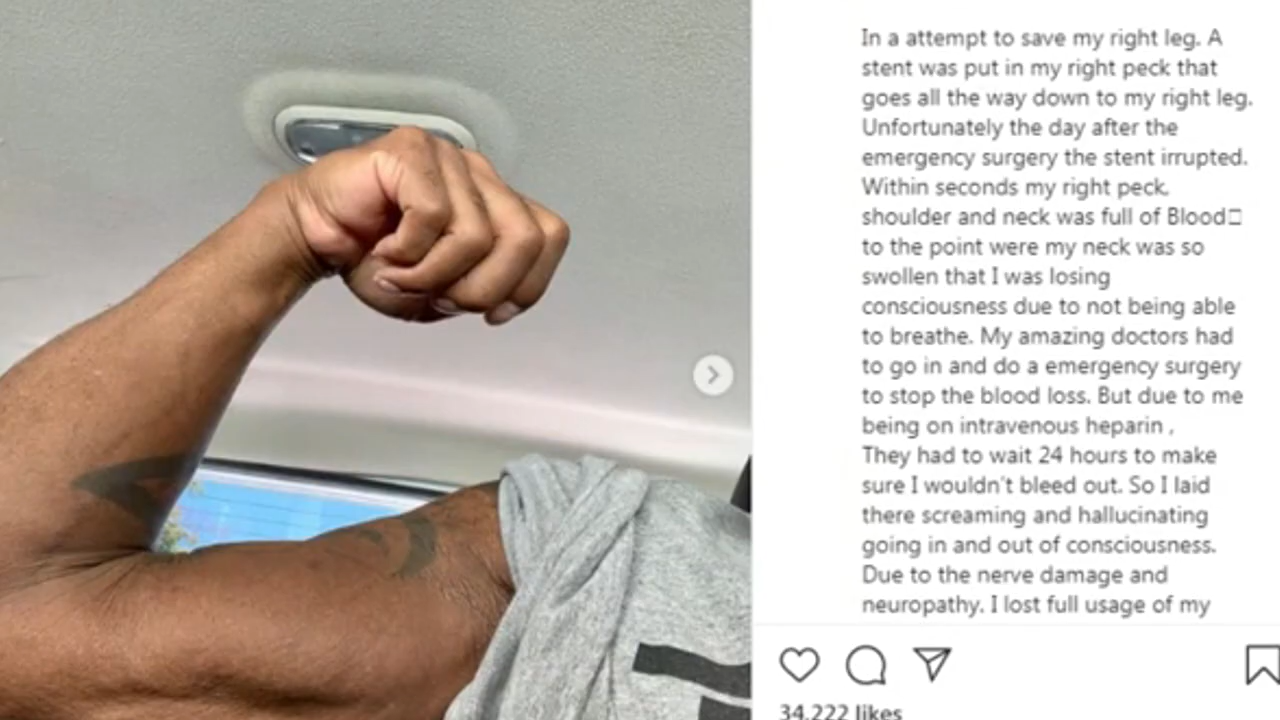 In a attempt to save my right leg. A
stent was put in my right peck that
goes all the way down to my right leg.
Unfortunately the day after the
emergency surgery the stent irrupted.
Within seconds my right peck,
shoulder and neck was full of Blood□
to the point were my neck was so
swollen that I was losing
consciousness due to not being able
to breathe. My amazing doctors had
to go in and do a emergency surgery
to stop the blood loss. But due to me
being on intravenous heparin ,
They had to wait 24 hours to make
sure I wouldn't bleed out. So I laid
there screaming and hallucinating
going in and out of consciousness.
Due to the nerve damage and
neuropathy. I lost full usage of my
34,222 likes